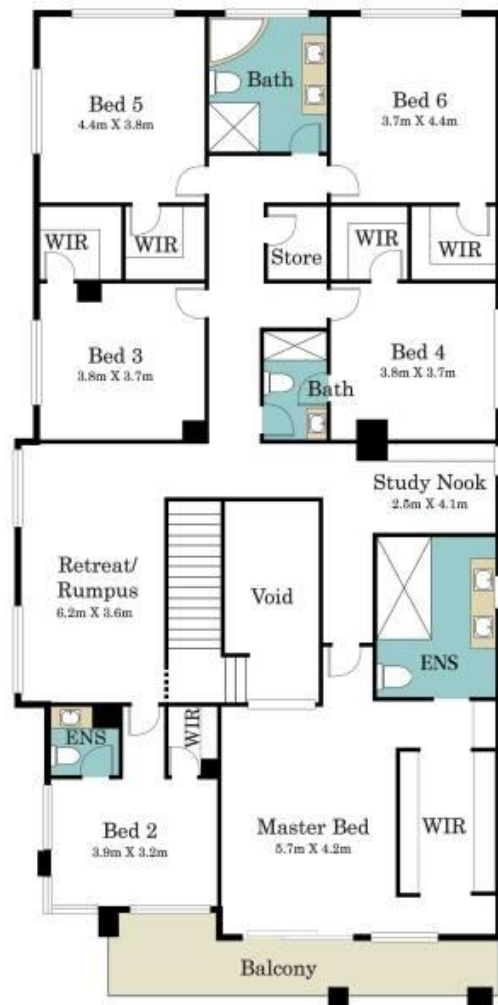 Bath
Bed 5
4.4m X 3.8m
Bed 6
3.7m X 4.4m
WIR
WIR
Store
WIR
WIR
Bed 3
3.8m X 3.7m
Bed 4
3.8m X 3.7m
Bath
Study Nook
2.5m X 4.1m
Retreat/
Rumpus
6.2m X 3.6m
Void
ENS
ENS
WIR
Bed 2
3.9m X 3.2m
Master Bed
5.7m X 4.2m
WIR
Balcony